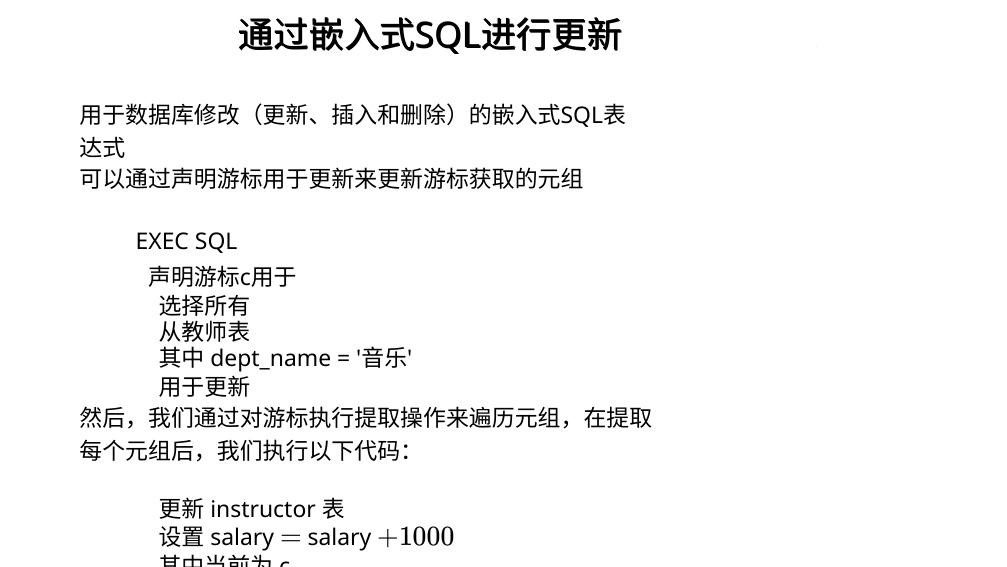 通过嵌入式SQL进行更新
用于数据库修改（更新、插入和删除）的嵌入式SQL表
达式
可以通过声明游标用于更新来更新游标获取的元组
EXEC SQL
声明游标c用于
选择所有
从教师表
其中 dept_name = '音乐'
用于更新
然后，我们通过对游标执行提取操作来遍历元组，在提取
每个元组后，我们执行以下代码：
更新 instructor 表
设置 salary = salary +1000
其中当前为 c